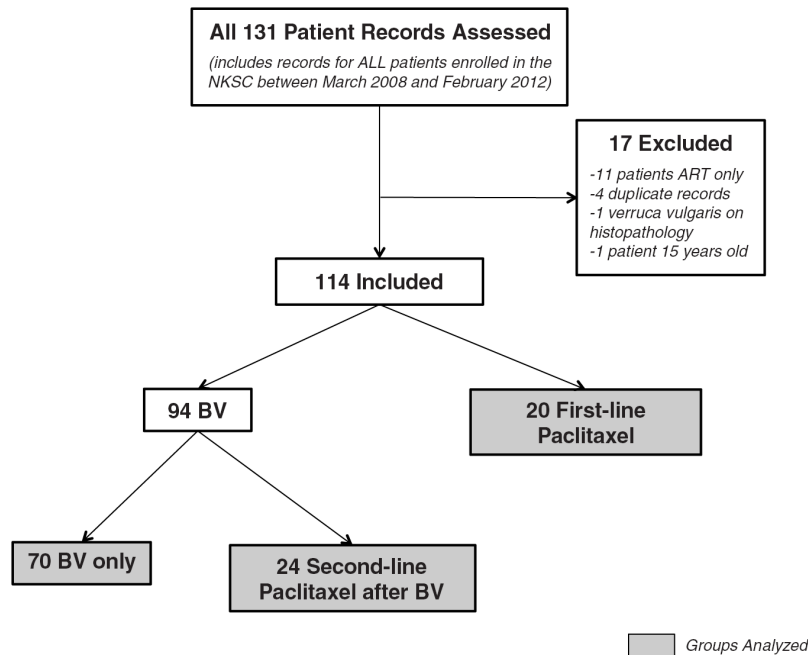 All 131 Patient Records Assessed
(includes records for ALL patients enrolled in the
NKSC between March 2008 and February 2012)
17 Excluded
-11 patients ART only
-4 duplicate records
-1 verruca vulgaris on
histopathology
-1 patient 15 years old
114 Included
94 BV
20 First-line
Paclitaxel
70 BV only
24 Second-line
Paclitaxel after BV
Groups Analyzed